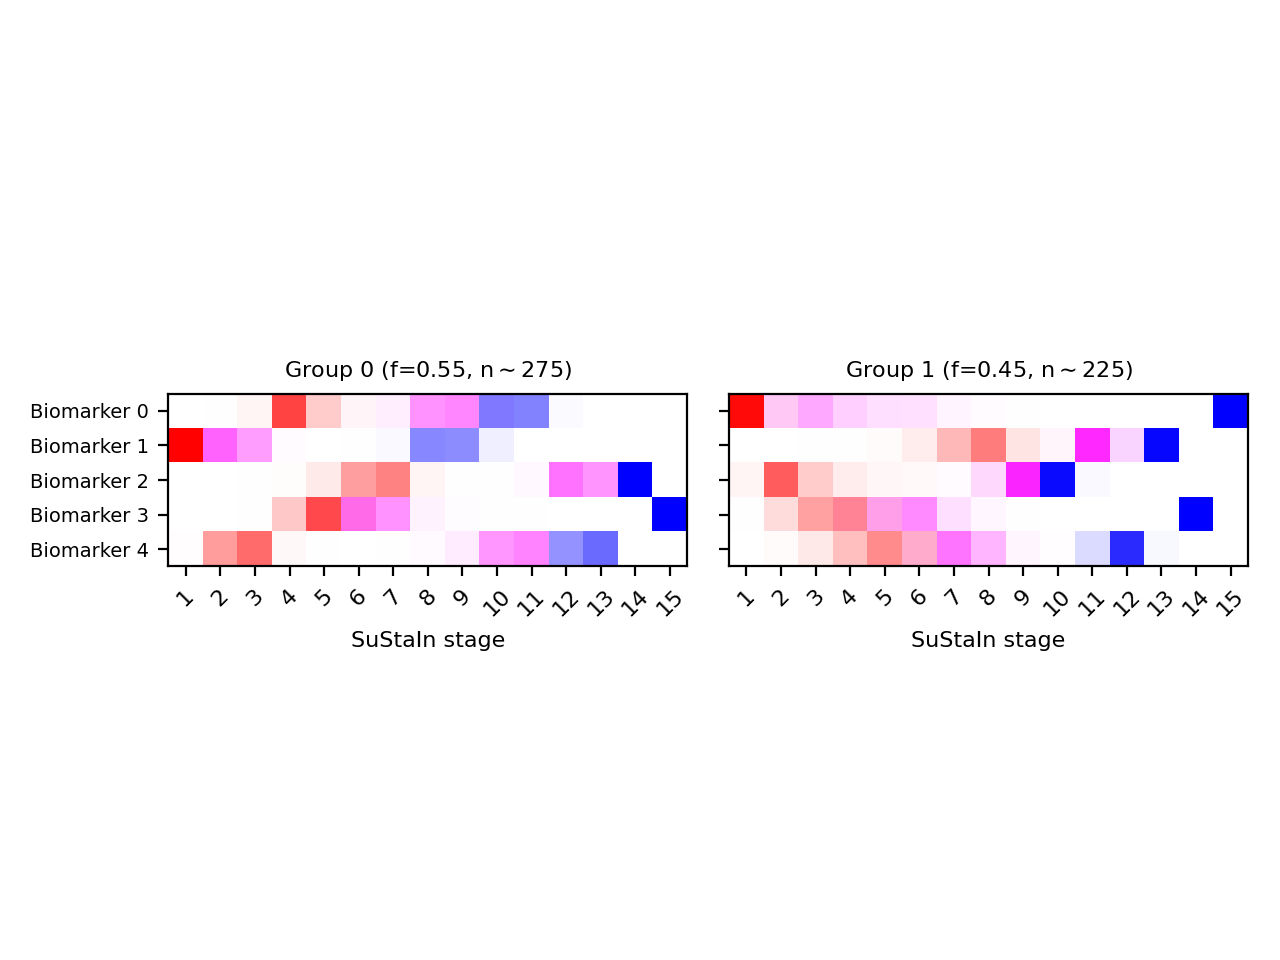 Group 0 (f=0.55, n∼275)
Group 1 (f=0.45, n∼225)
Biomarker 0
Biomarker 1
Biomarker 2
Biomarker 3
Biomarker 4
1 2 3 4 5 6 7 8 9 10 11 12 13 14 15
1 2 3 4 5 6 7 8 9 10 11 12 13 14 15
SuStaIn stage
SuStaIn stage